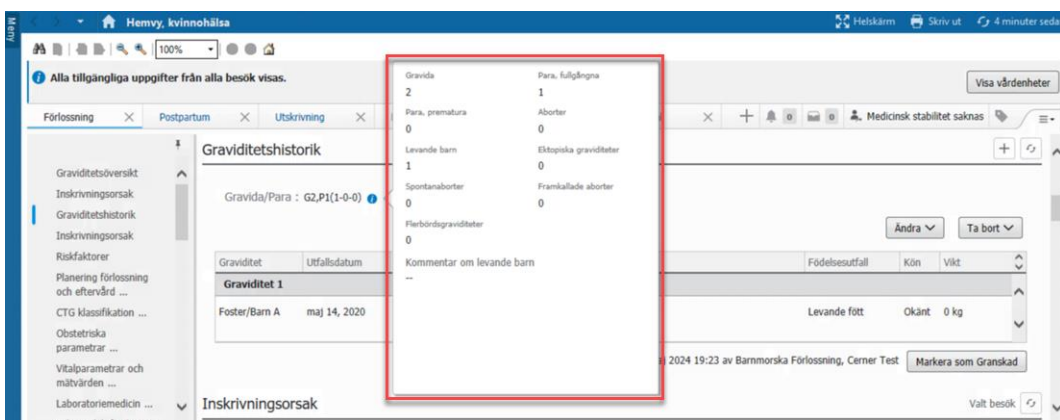 Meny
Hemvy, kvinnohälsa
Helskärm
Skriv ut
4 minuter seda
100%
Alla tillgängliga uppgifter från alla besök visas.
Visa vårdenheter
Förlossning
Postpartum
Utskrivning
0
0
Medicinsk stabilitet saknas
Graviditetsöversikt
Inskrivningsorsak
Graviditetshistorik
Inskrivningsorsak
Riskfaktorer
Planering förlossning
och eftervård ...
CTG klassifikation ...
Obstetriska
parametrar ...
Vitalparametrar och
mätvärden ...
Laboratoriemedicin ...
Graviditetshistorik
Gravida/Para : G2,P1(1-0-0)
Ändra
Ta bort
Graviditet Utfallsdatum Födelseutfall Kön Vikt
Graviditet 1
Foster/Barn A maj 14, 2020 Levande fött Okänt 0 kg
2024 19:23 av Barnmorska Förlossning, Cerner Test
Markera som Granskad
Inskrivningsorsak
Valt besök
Gravida Para, fullgångna
2 1
Para, prematura Aborter
0 0
Levande barn Ektopiska graviditeter
1 0
Spontanaborter Framkallade aborter
0 0
Flerbördsgraviditeter
0
Kommentar om levande barn
--